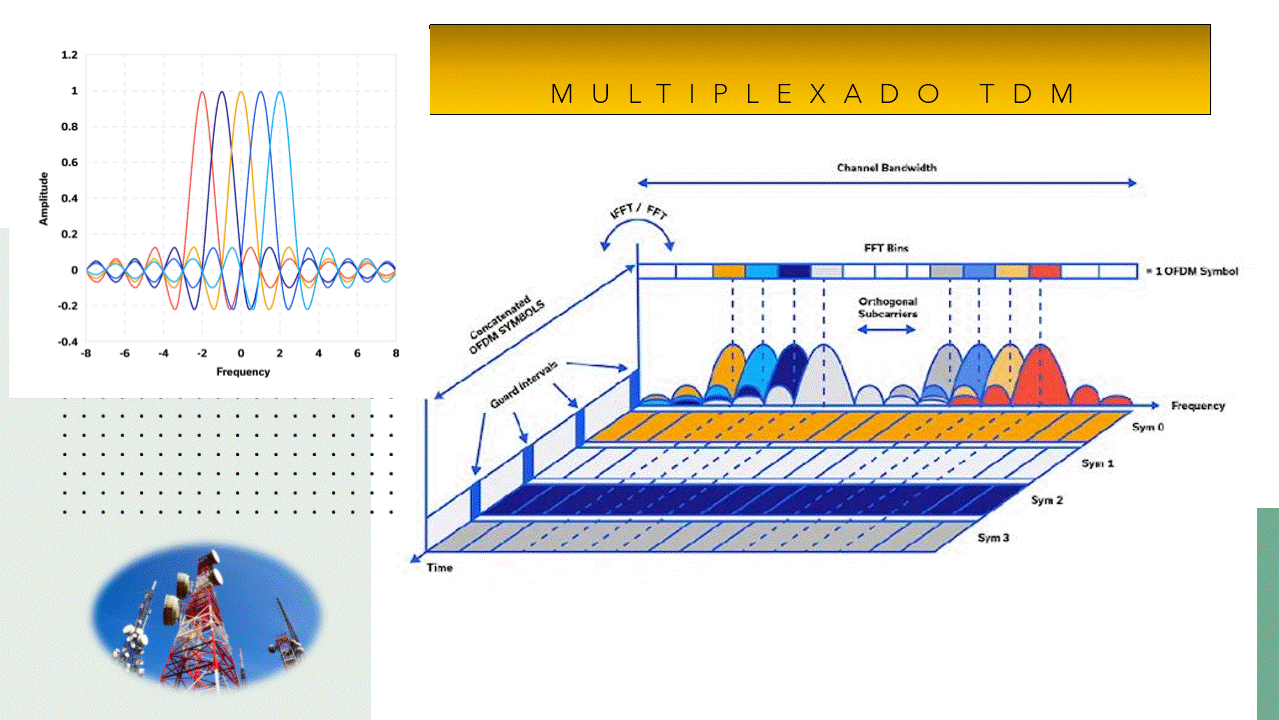 MULTIPLEXADO TDM
1.2
1
0.8
0.6
0.4
0.2
0
-0.2
-0.4
Amplitude
-8
-6
-4
-2
0
2
4
6
8
Frequency
Channel Bandwidth
IFFT / FFT
FFT Bins
= 1 OFDM Symbol
Concatenated
OFDM SYMBOLS
Orthogonal
Subcarriers
Guard Intervals
Frequency
Sym 0
Sym 1
Sym 2
Sym 3
Time